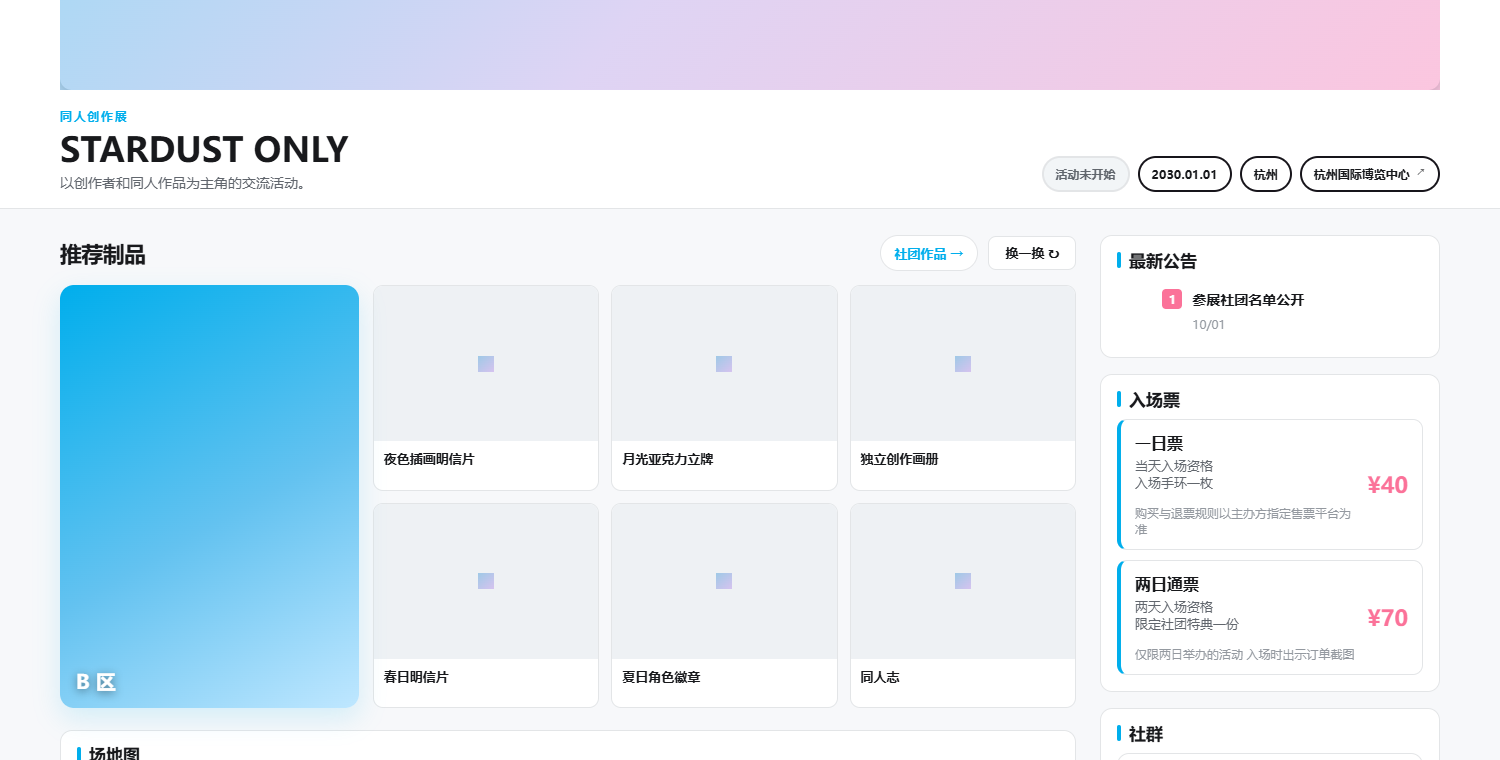 同人创作展
STARDUST ONLY
以创作者和同人作品为主角的交流活动。
活动未开始
2030.01.01
杭州
杭州国际博览中心 ↗
推荐制品
社团作品 →
换一换 ↻
B 区
夜色插画明信片
月光亚克力立牌
独立创作画册
春日明信片
夏日角色徽章
同人志
场地图
最新公告
1 参展社团名单公开
10/01
入场票
一日票
当天入场资格
入场手环一枚
¥40
购买与退票规则以主办方指定售票平台为
准
两日通票
两天入场资格
限定社团特典一份
¥70
仅限两日举办的活动 入场时出示订单截图
社群